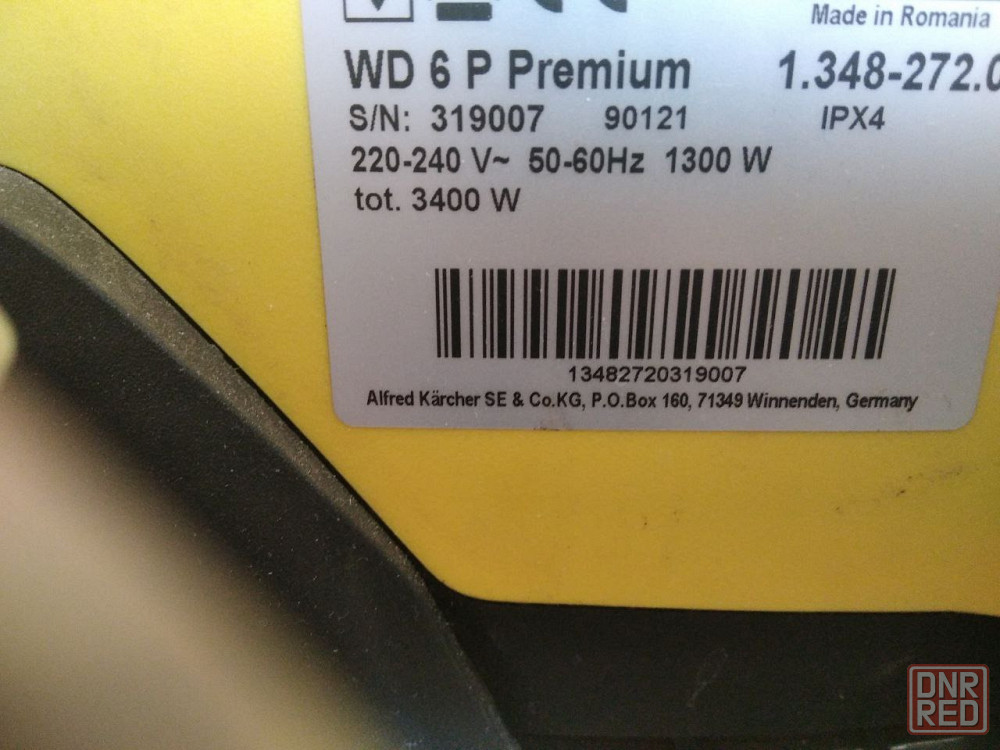 Made in Romania
WD 6 P Premium 1.348-272.0
S/N: 319007 90121 IPX4
220-240 V~ 50-60Hz 1300 W
tot. 3400 W
13482720319007
Alfred Kärcher SE & Co.KG, P.O.Box 160, 71349 Winnenden, Germany
DNR
RED